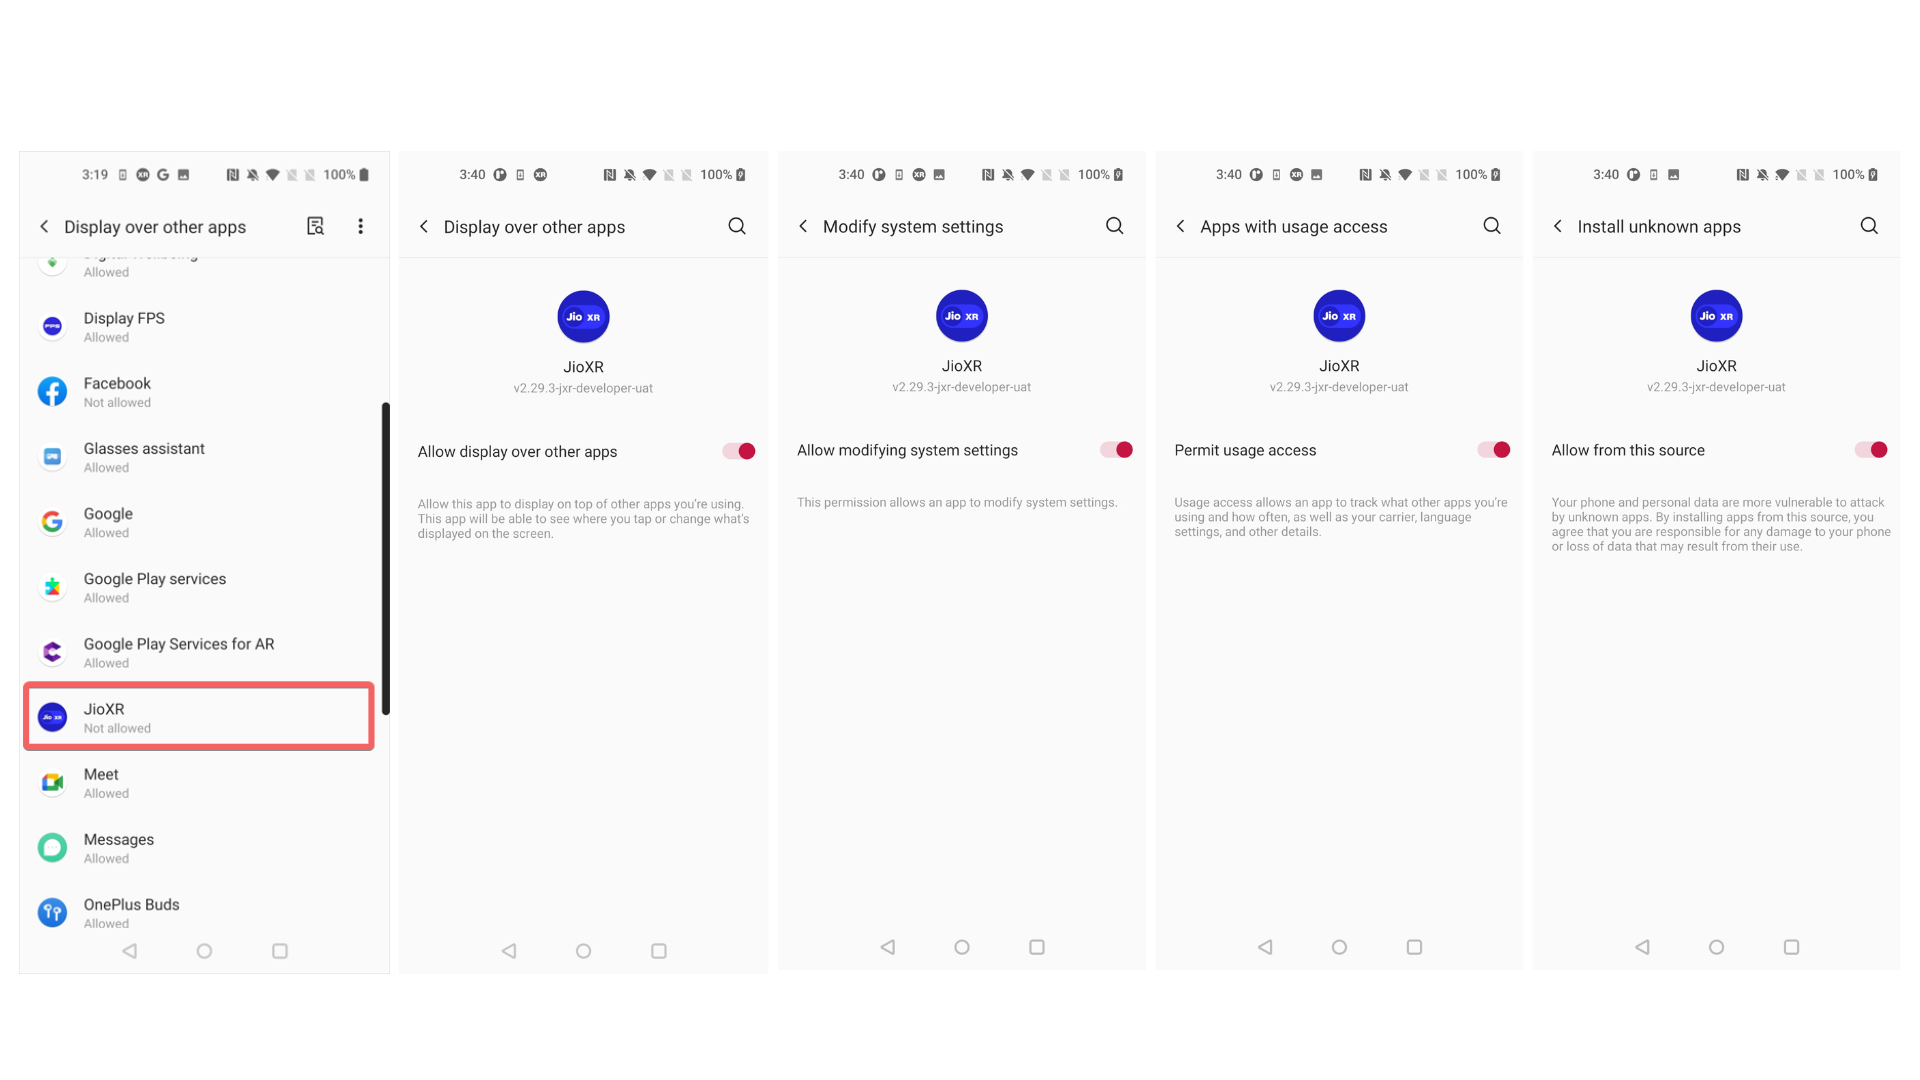 3:19
100%
Display over other apps
Allowed
Display FPS
Allowed
Facebook
Not allowed
Glasses assistant
Allowed
Google
Allowed
Google Play services
Allowed
Google Play Services for AR
Allowed
Jio XR
JioXR
Not allowed
Meet
Allowed
Messages
Allowed
OnePlus Buds
Allowed
3:40
XR
100%
Display over other apps
Jio XR
JioXR
v2.29.3-jxr-developer-uat
Allow display over other apps
Allow this app to display on top of other apps you're using.
This app will be able to see where you tap or change what's
displayed on the screen.
3:40
XR
100%
Modify system settings
Jio XR
JioXR
v2.29.3-jxr-developer-uat
Allow modifying system settings
This permission allows an app to modify system settings.
3:40
XR
100%
Apps with usage access
Jio XR
JioXR
v2.29.3-jxr-developer-uat
Permit usage access
Usage access allows an app to track what other apps you're
using and how often, as well as your carrier, language
settings, and other details.
3:40
100%
Install unknown apps
Jio XR
JioXR
v2.29.3-jxr-developer-uat
Allow from this source
Your phone and personal data are more vulnerable to attack
by unknown apps. By installing apps from this source, you
agree that you are responsible for any damage to your phone
or loss of data that may result from their use.